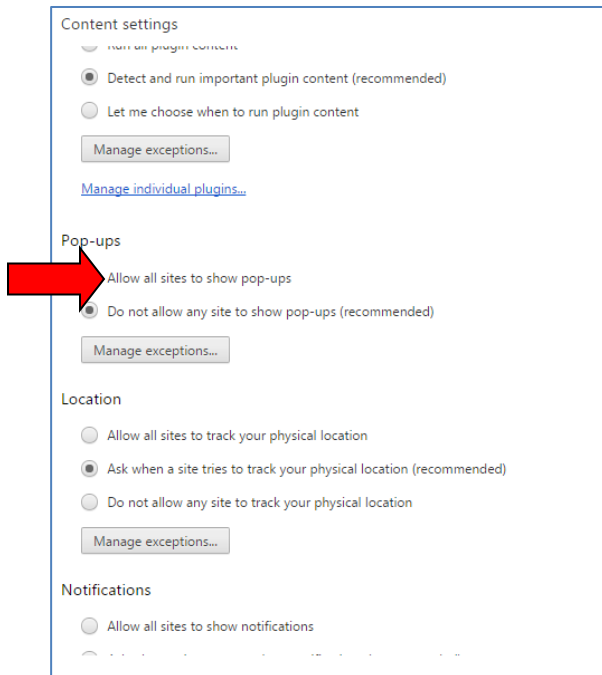 Content settings
Run all plugin content
Detect and run important plugin content (recommended)
Let me choose when to run plugin content
Manage exceptions...
Manage individual plugins...
Pop-ups
Allow all sites to show pop-ups
Do not allow any site to show pop-ups (recommended)
Manage exceptions...
Location
Allow all sites to track your physical location
Ask when a site tries to track your physical location (recommended)
Do not allow any site to track your physical location
Manage exceptions...
Notifications
Allow all sites to show notifications